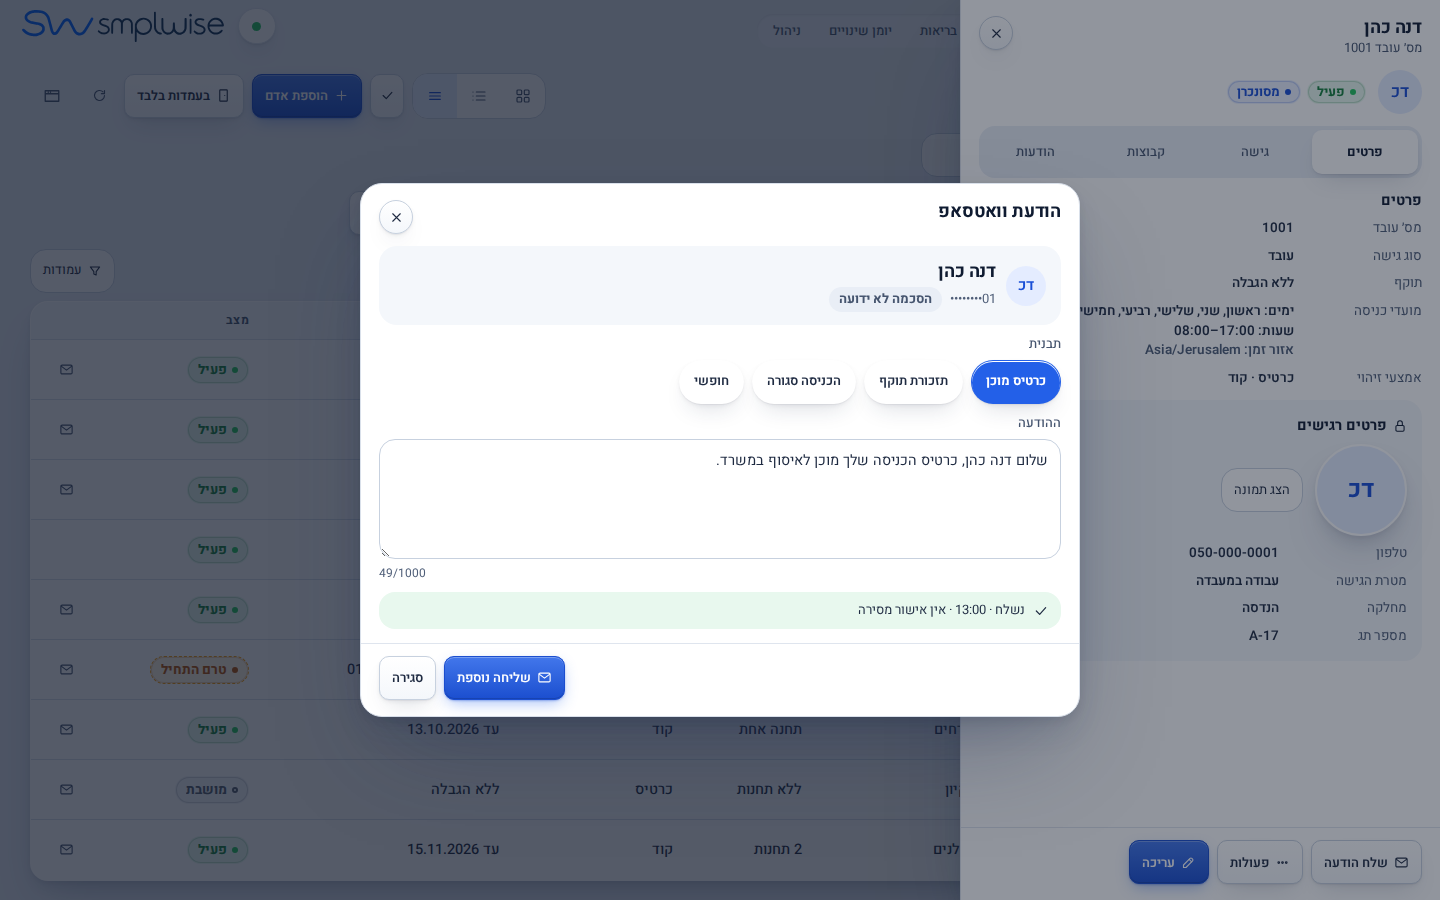 smplwise
בריאות
יומן שינויים
ניהול
הוספת אדם
בעמדות בלבד
עמודות
מצב
פעיל
פעיל
פעיל
פעיל
טרם התחיל
01
פעיל
עד 13.10.2026
קוד
תחנה אחת
מושבת
ללא הגבלה
כרטיס
ללא תחנות
פעיל
עד 15.11.2026
קוד
2 תחנות
דנה כהן
מס׳ עובד 1001
דכ
פעיל
מסונכרן
פרטים
גישה
קבוצות
הודעות
פרטים
מס׳ עובד
1001
סוג גישה
עובד
תוקף
ללא הגבלה
מועדי כניסה
ימים: ראשון, שני, שלישי, רביעי, חמישי
שעות: 08:00–17:00
אזור זמן: Asia/Jerusalem
אמצעי זיהוי
כרטיס · קוד
פרטים רגישים
דכ
הצג תמונה
טלפון
050-000-0001
מטרת הגישה
עבודה במעבדה
מחלקה
הנדסה
מספר תג
A-17
שלח הודעה
פעולות
עריכה
הודעת וואטסאפ
דכ
דנה כהן
••••••••01
הסכמה לא ידועה
תבנית
כרטיס מוכן
תזכורת תוקף
הכניסה סגורה
חופשי
ההודעה
שלום דנה כהן, כרטיס הכניסה שלך מוכן לאיסוף במשרד.
49/1000
נשלח · 13:00 · אין אישור מסירה
שליחה נוספת
סגירה